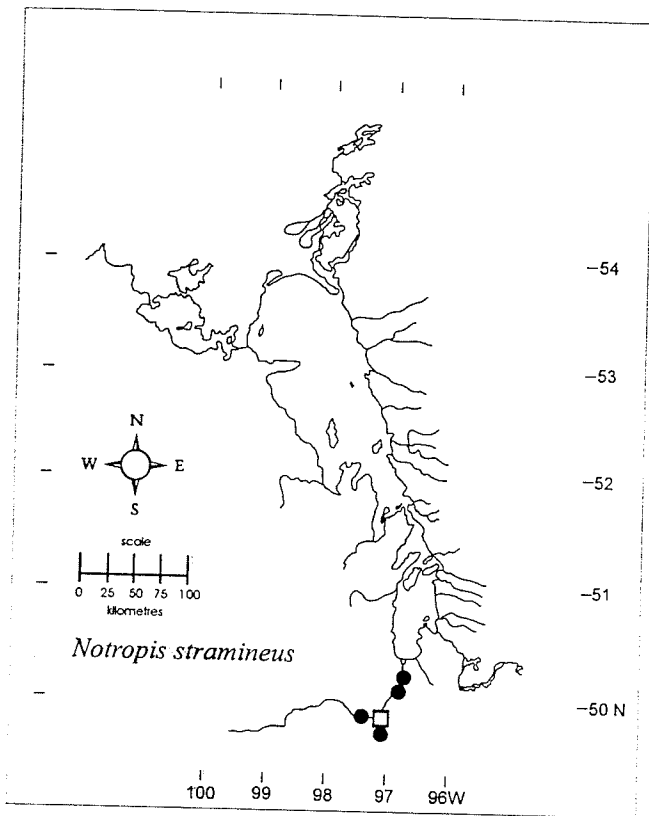 –54
–53
N
W E
S
–52
scale
0 25 50 75 100
kilometres
–51
Notropis stramineus
–50 N
100 99 98 97 96W